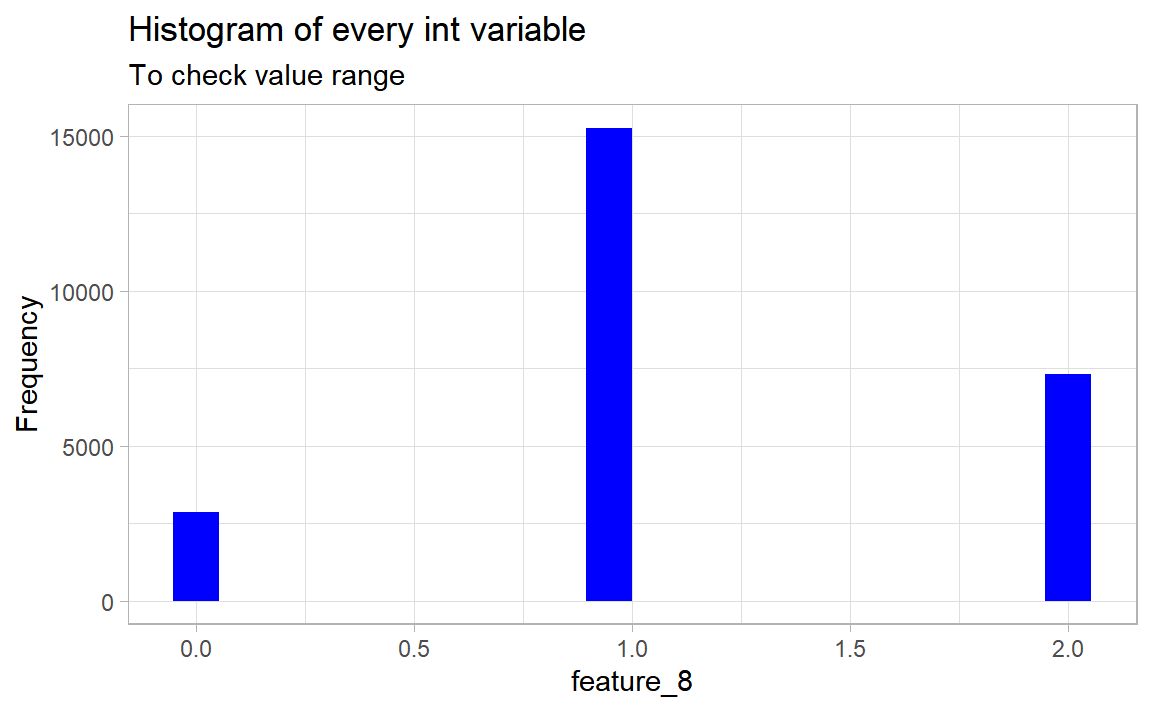 Histogram of every int variable
To check value range
Frequency
15000
10000
5000
0
0.0 0.5 1.0 1.5 2.0
feature_8